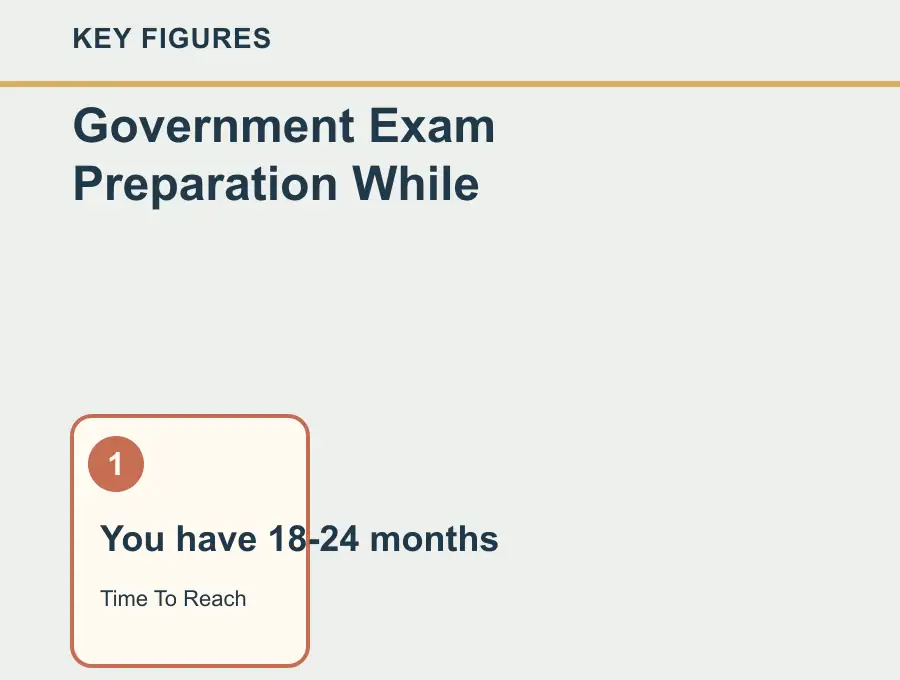 KEY FIGURES
Government Exam
Preparation While
1
You have 18-24 months
Time To Reach